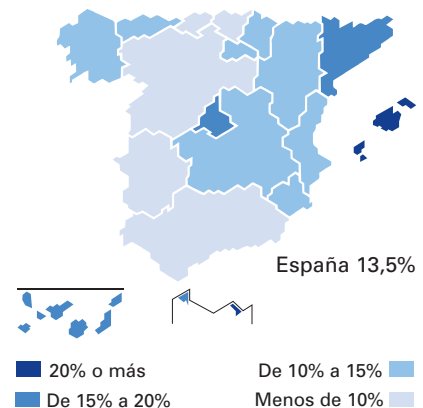 España 13,5%
20% o más
De 10% a 15%
De 15% a 20%
Menos de 10%